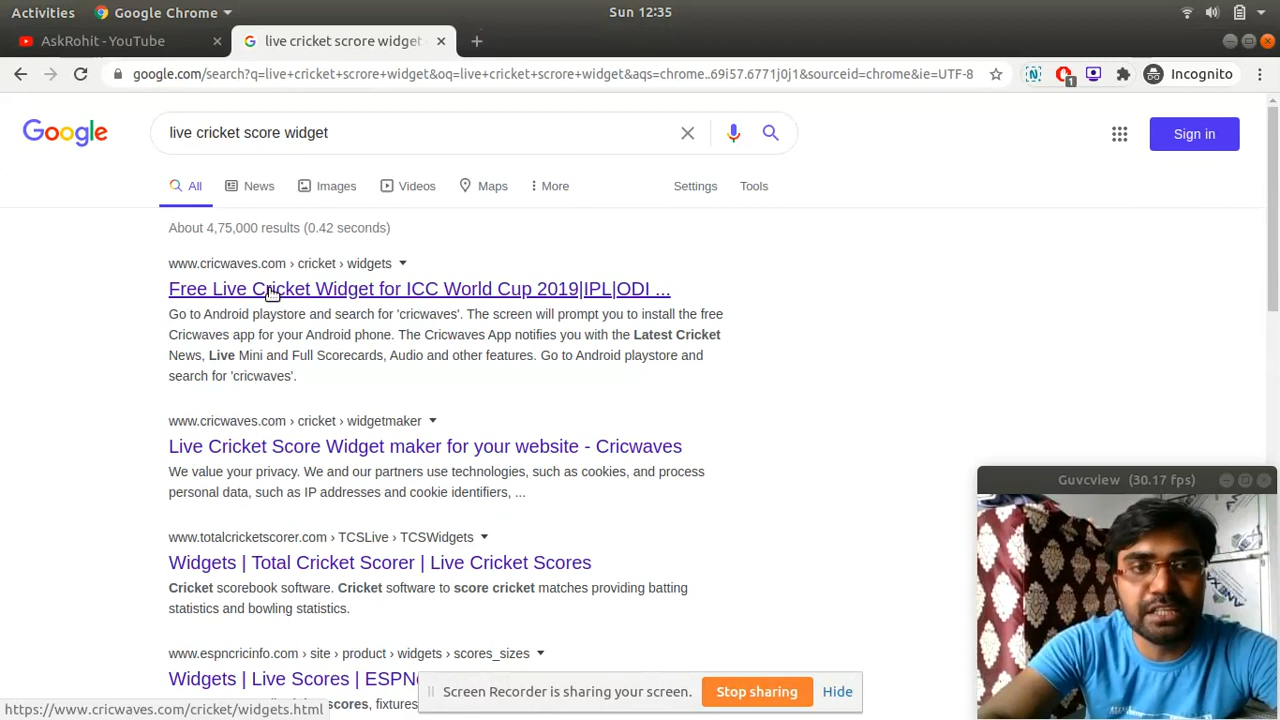 Activities Google Chrome Sun 12:35
AskRohit - YouTube live cricket scrore widget
google.com/search?q=live+cricket+scrore+widget&oq=live+cricket+scrore+widget&aqs=chrome..69i57.6771j0j1&sourceid=chrome&ie=UTF-8 1 Incognito
Google live cricket score widget Sign in
All News Images Videos Maps More Settings Tools
About 4,75,000 results (0.42 seconds)
www.cricwaves.com › cricket › widgets
Free Live Cricket Widget for ICC World Cup 2019|IPL|ODI ...
Go to Android playstore and search for 'cricwaves'. The screen will prompt you to install the free
Cricwaves app for your Android phone. The Cricwaves App notifies you with the Latest Cricket
News, Live Mini and Full Scorecards, Audio and other features. Go to Android playstore and
search for 'cricwaves'.
www.cricwaves.com › cricket › widgetmaker
Live Cricket Score Widget maker for your website - Cricwaves
We value your privacy. We and our partners use technologies, such as cookies, and process
personal data, such as IP addresses and cookie identifiers, ...
Guvcview (30.17 fps)
www.totalcricketscorer.com › TCSLive › TCSWidgets
Widgets | Total Cricket Scorer | Live Cricket Scores
Cricket scorebook software. Cricket software to score cricket matches providing batting
statistics and bowling statistics.
www.espncricinfo.com › site › product › widgets › scores_sizes
Widgets | Live Scores |
Screen Recorder is sharing your screen. Stop sharing Hide
scores, fixtures
https://www.cricwaves.com/cricket/widgets.html